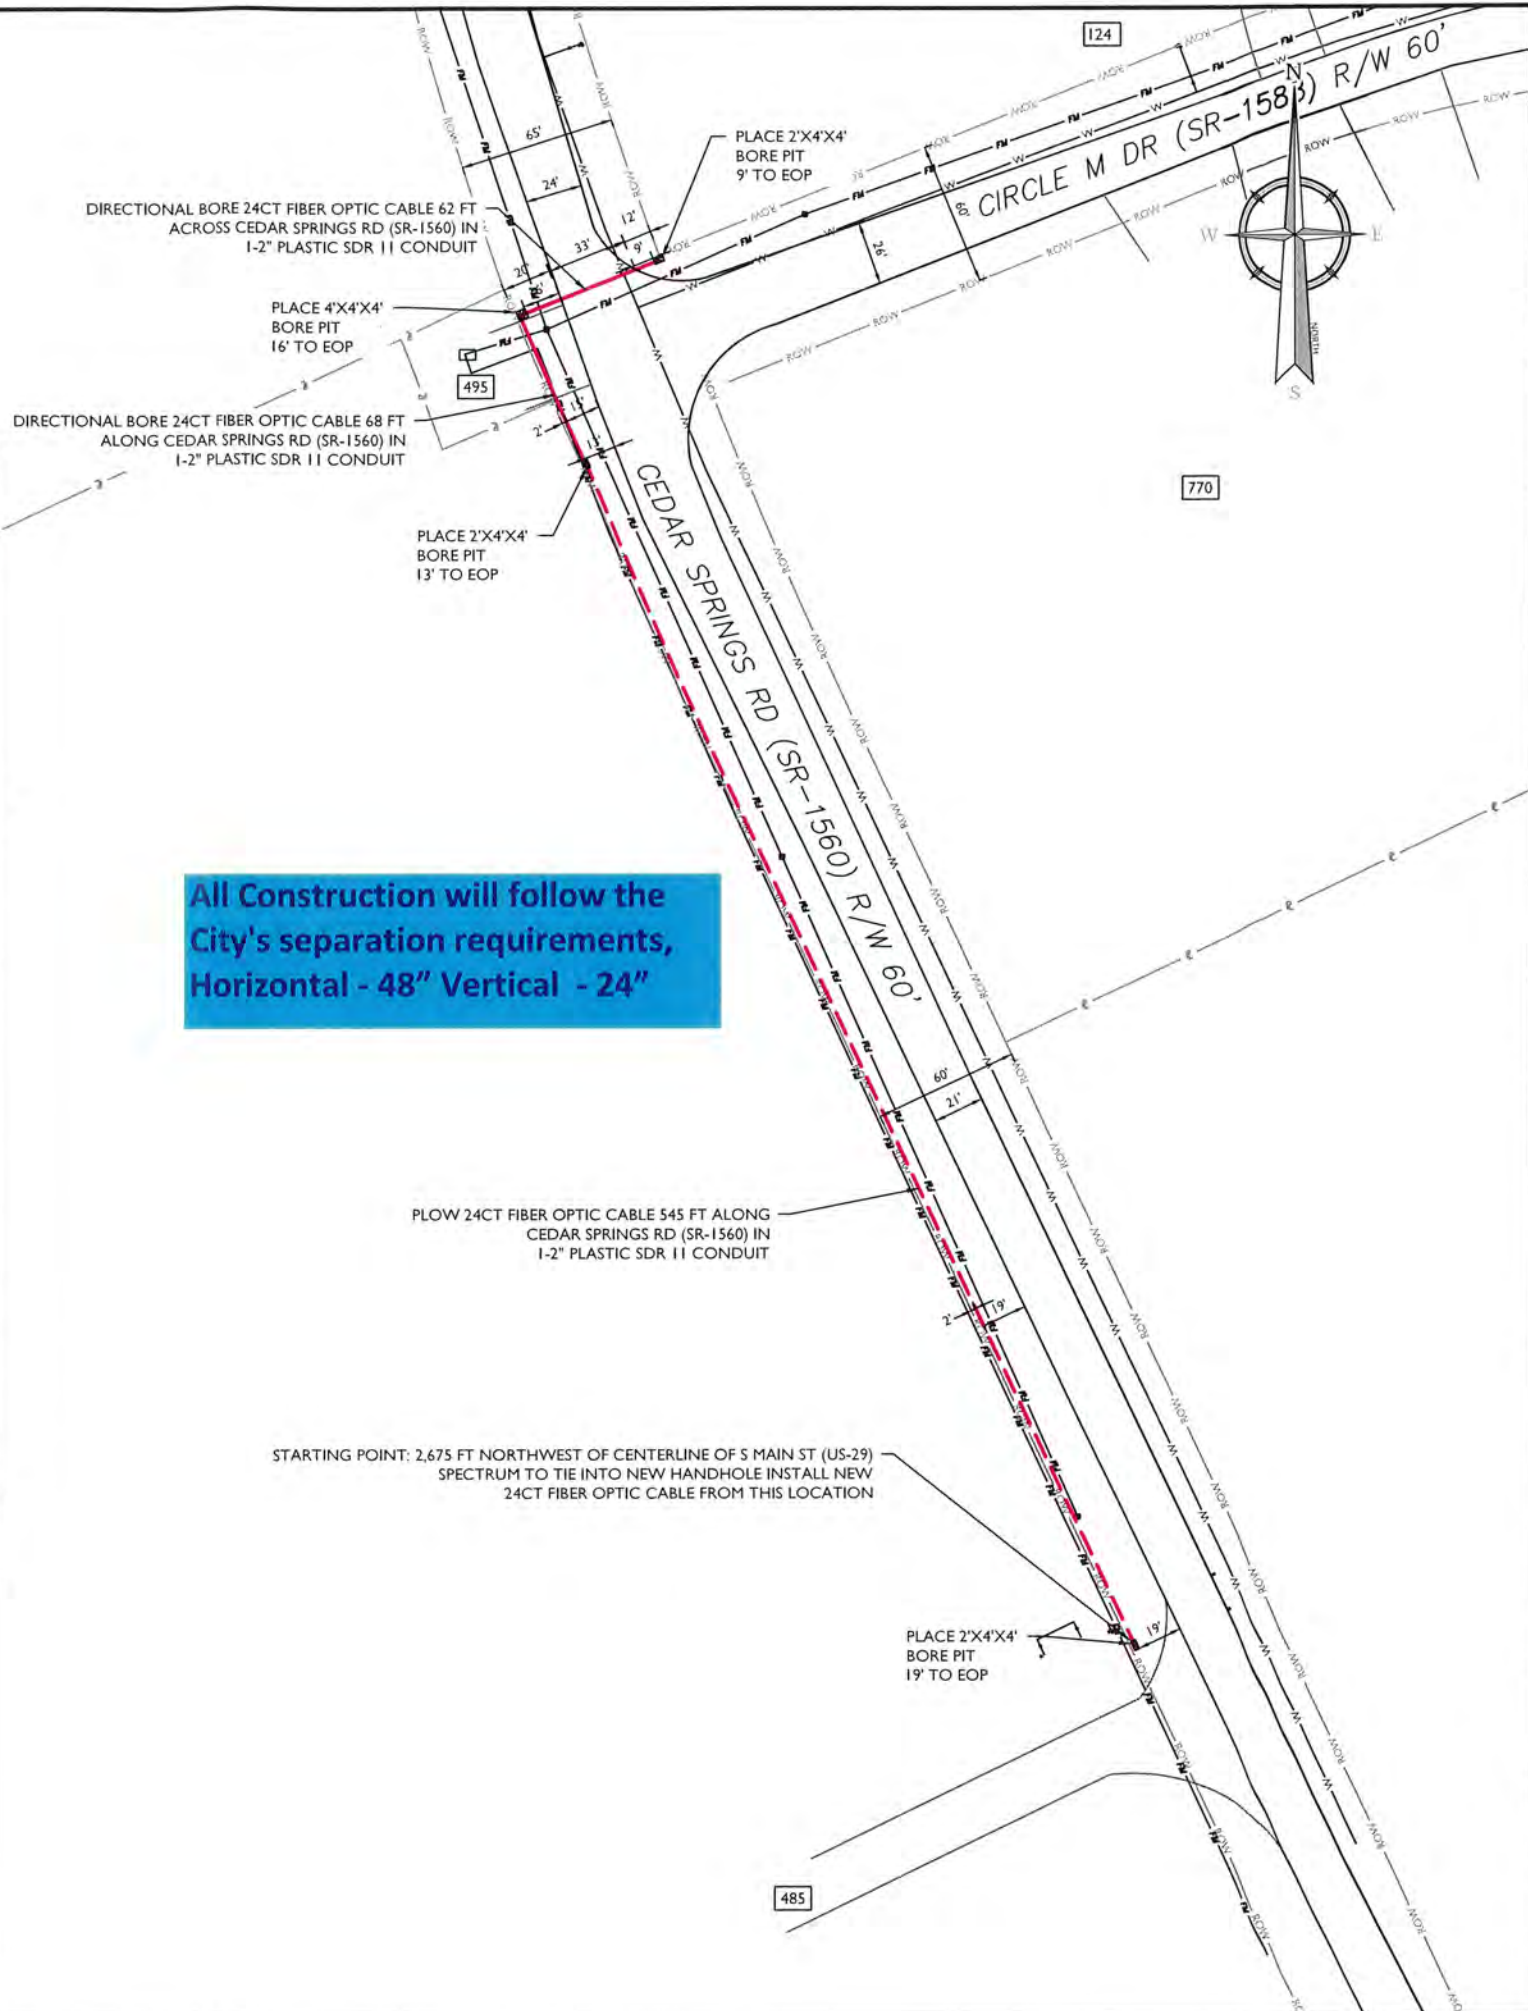 124
CIRCLE M DR (SR-1583) R/W 60'
N
W
E
S
NORTH
65'
24'
12'
33'
9'
20'
60'
26'
PLACE 2'X4'X4'
BORE PIT
9' TO EOP
DIRECTIONAL BORE 24CT FIBER OPTIC CABLE 62 FT
ACROSS CEDAR SPRINGS RD (SR-1560) IN
1-2" PLASTIC SDR 11 CONDUIT
PLACE 4'X4'X4'
BORE PIT
16' TO EOP
495
DIRECTIONAL BORE 24CT FIBER OPTIC CABLE 68 FT
ALONG CEDAR SPRINGS RD (SR-1560) IN
1-2" PLASTIC SDR 11 CONDUIT
15'
2'
13'
770
PLACE 2'X4'X4'
BORE PIT
13' TO EOP
CEDAR SPRINGS RD (SR-1560) R/W 60'
All Construction will follow the
City's separation requirements,
Horizontal - 48" Vertical - 24"
60'
21'
PLOW 24CT FIBER OPTIC CABLE 545 FT ALONG
CEDAR SPRINGS RD (SR-1560) IN
1-2" PLASTIC SDR 11 CONDUIT
2'
19'
STARTING POINT: 2,675 FT NORTHWEST OF CENTERLINE OF S MAIN ST (US-29)
SPECTRUM TO TIE INTO NEW HANDHOLE INSTALL NEW
24CT FIBER OPTIC CABLE FROM THIS LOCATION
PLACE 2'X4'X4'
BORE PIT
19' TO EOP
19'
485
ROW
FM
W